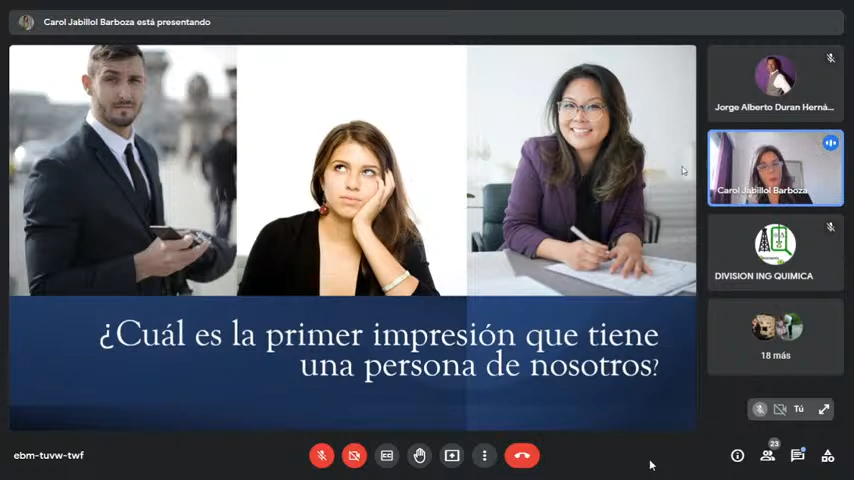 Carol Jabillol Barboza está presentando
¿Cuál es la primer impresión que tiene
una persona de nosotros?
Jorge Alberto Duran Herná...
Carol Jabillol Barboza
DIVISION ING QUIMICA
18 más
Tú
ebm-tuvw-twf
23